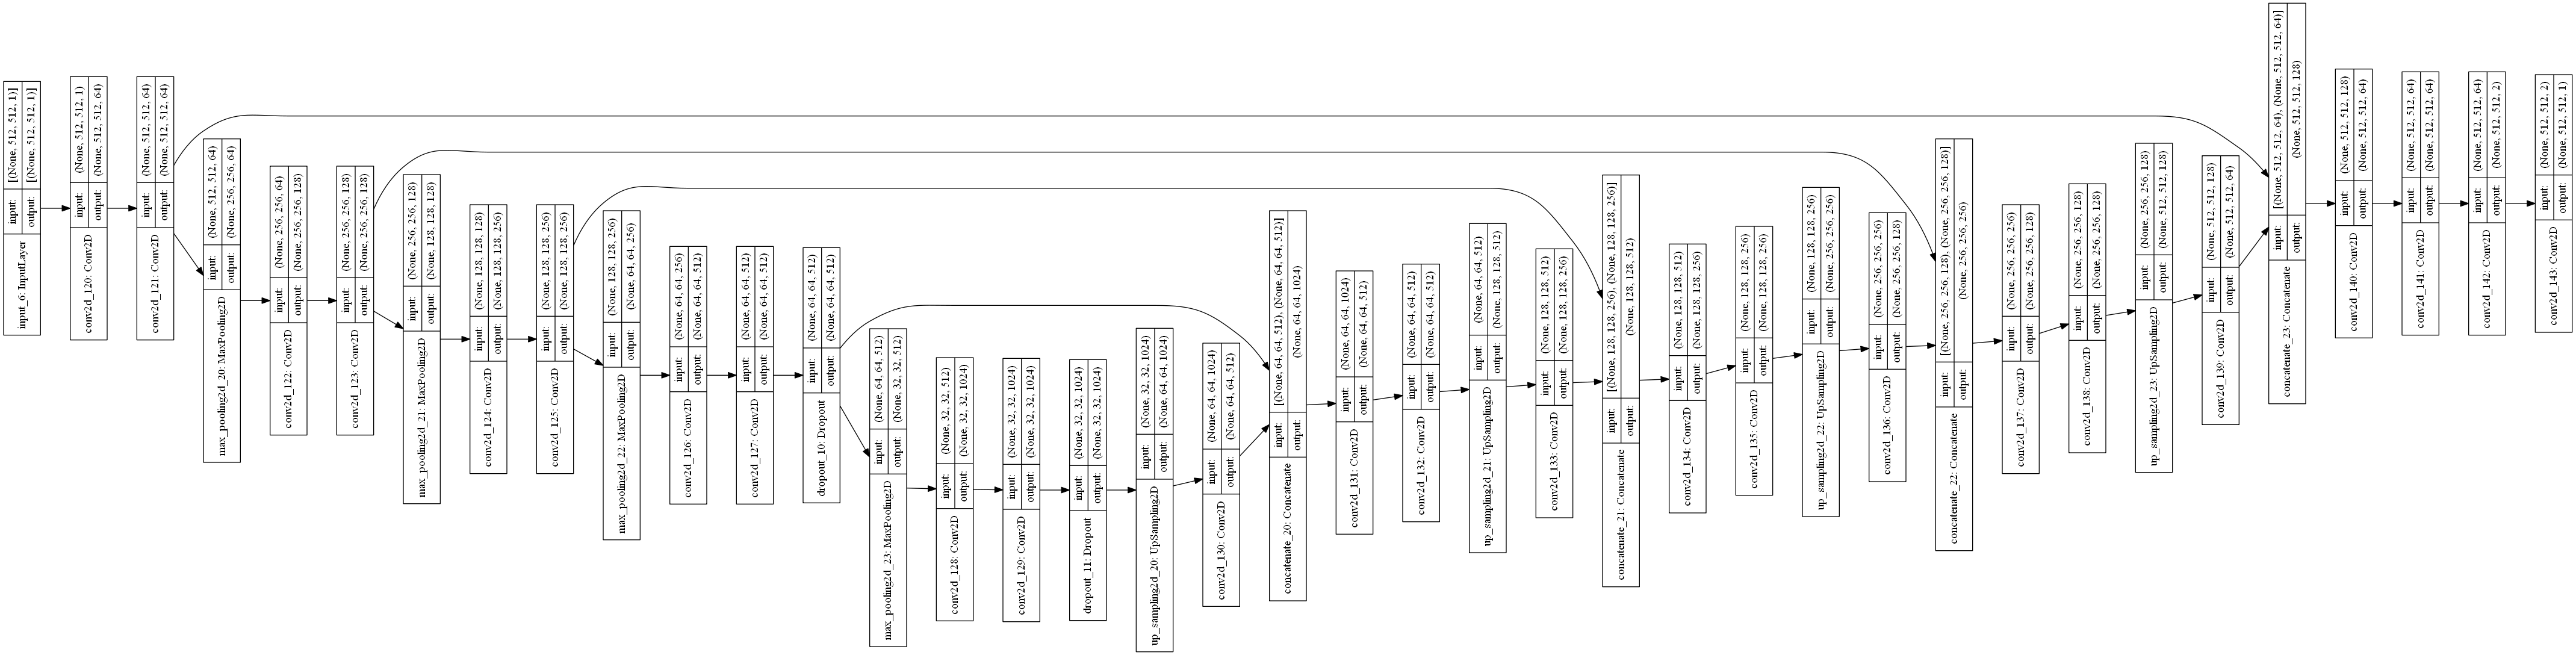 input_6: InputLayer
input:
[(None, 512, 512, 1)]
output:
[(None, 512, 512, 1)]
conv2d_120: Conv2D
input:
(None, 512, 512, 1)
output:
(None, 512, 512, 64)
conv2d_121: Conv2D
input:
(None, 512, 512, 64)
output:
(None, 512, 512, 64)
max_pooling2d_20: MaxPooling2D
input:
(None, 512, 512, 64)
output:
(None, 256, 256, 64)
conv2d_122: Conv2D
input:
(None, 256, 256, 64)
output:
(None, 256, 256, 128)
conv2d_123: Conv2D
input:
(None, 256, 256, 128)
output:
(None, 256, 256, 128)
max_pooling2d_21: MaxPooling2D
input:
(None, 256, 256, 128)
output:
(None, 128, 128, 128)
conv2d_124: Conv2D
input:
(None, 128, 128, 128)
output:
(None, 128, 128, 256)
conv2d_125: Conv2D
input:
(None, 128, 128, 256)
output:
(None, 128, 128, 256)
max_pooling2d_22: MaxPooling2D
input:
(None, 128, 128, 256)
output:
(None, 64, 64, 256)
conv2d_126: Conv2D
input:
(None, 64, 64, 256)
output:
(None, 64, 64, 512)
conv2d_127: Conv2D
input:
(None, 64, 64, 512)
output:
(None, 64, 64, 512)
dropout_10: Dropout
input:
(None, 64, 64, 512)
output:
(None, 64, 64, 512)
max_pooling2d_23: MaxPooling2D
input:
(None, 64, 64, 512)
output:
(None, 32, 32, 512)
conv2d_128: Conv2D
input:
(None, 32, 32, 512)
output:
(None, 32, 32, 1024)
conv2d_129: Conv2D
input:
(None, 32, 32, 1024)
output:
(None, 32, 32, 1024)
dropout_11: Dropout
input:
(None, 32, 32, 1024)
output:
(None, 32, 32, 1024)
up_sampling2d_20: UpSampling2D
input:
(None, 32, 32, 1024)
output:
(None, 64, 64, 1024)
conv2d_130: Conv2D
input:
(None, 64, 64, 1024)
output:
(None, 64, 64, 512)
concatenate_20: Concatenate
input:
[(None, 64, 64, 512), (None, 64, 64, 512)]
output:
(None, 64, 64, 1024)
conv2d_131: Conv2D
input:
(None, 64, 64, 1024)
output:
(None, 64, 64, 512)
conv2d_132: Conv2D
input:
(None, 64, 64, 512)
output:
(None, 64, 64, 512)
up_sampling2d_21: UpSampling2D
input:
(None, 64, 64, 512)
output:
(None, 128, 128, 512)
conv2d_133: Conv2D
input:
(None, 128, 128, 512)
output:
(None, 128, 128, 256)
concatenate_21: Concatenate
input:
[(None, 128, 128, 256), (None, 128, 128, 256)]
output:
(None, 128, 128, 512)
conv2d_134: Conv2D
input:
(None, 128, 128, 512)
output:
(None, 128, 128, 256)
conv2d_135: Conv2D
input:
(None, 128, 128, 256)
output:
(None, 128, 128, 256)
up_sampling2d_22: UpSampling2D
input:
(None, 128, 128, 256)
output:
(None, 256, 256, 256)
conv2d_136: Conv2D
input:
(None, 256, 256, 256)
output:
(None, 256, 256, 128)
concatenate_22: Concatenate
input:
[(None, 256, 256, 128), (None, 256, 256, 128)]
output:
(None, 256, 256, 256)
conv2d_137: Conv2D
input:
(None, 256, 256, 256)
output:
(None, 256, 256, 128)
conv2d_138: Conv2D
input:
(None, 256, 256, 128)
output:
(None, 256, 256, 128)
up_sampling2d_23: UpSampling2D
input:
(None, 256, 256, 128)
output:
(None, 512, 512, 128)
conv2d_139: Conv2D
input:
(None, 512, 512, 128)
output:
(None, 512, 512, 64)
concatenate_23: Concatenate
input:
[(None, 512, 512, 64), (None, 512, 512, 64)]
output:
(None, 512, 512, 128)
conv2d_140: Conv2D
input:
(None, 512, 512, 128)
output:
(None, 512, 512, 64)
conv2d_141: Conv2D
input:
(None, 512, 512, 64)
output:
(None, 512, 512, 64)
conv2d_142: Conv2D
input:
(None, 512, 512, 64)
output:
(None, 512, 512, 2)
conv2d_143: Conv2D
input:
(None, 512, 512, 2)
output:
(None, 512, 512, 1)